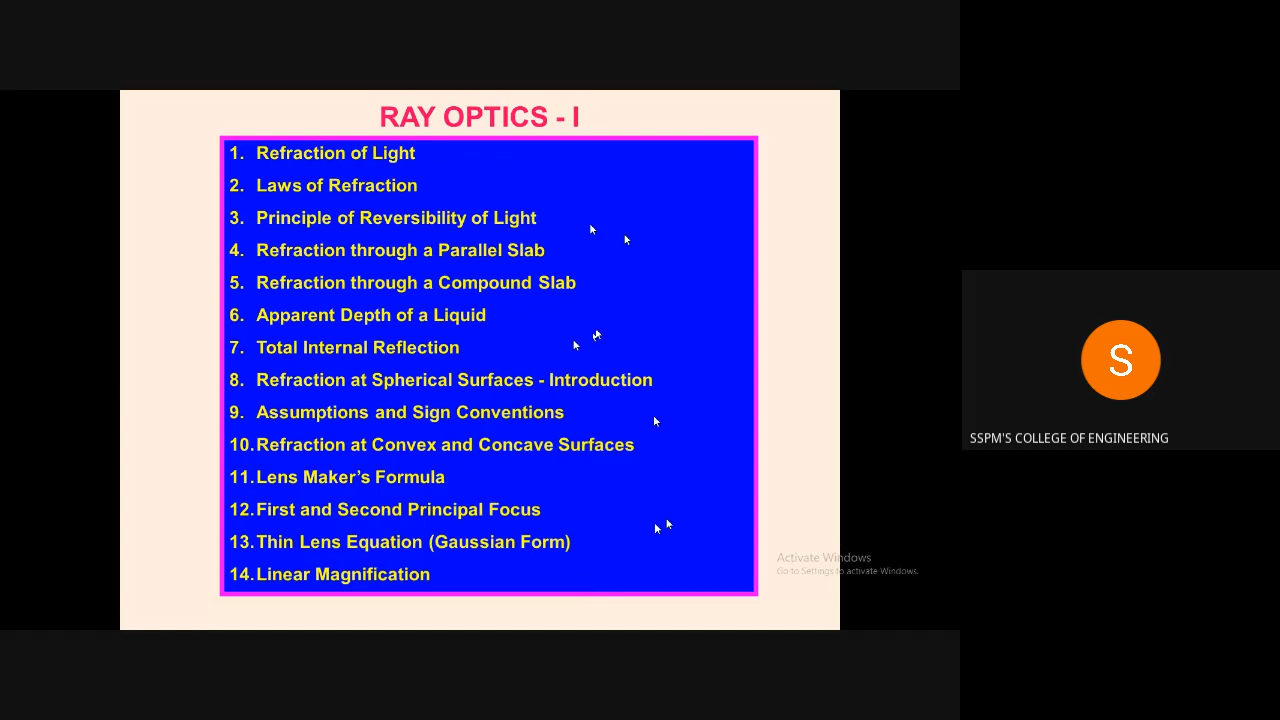 RAY OPTICS - I
1. Refraction of Light
2. Laws of Refraction
3. Principle of Reversibility of Light
4. Refraction through a Parallel Slab
5. Refraction through a Compound Slab
6. Apparent Depth of a Liquid
7. Total Internal Reflection
8. Refraction at Spherical Surfaces - Introduction
9. Assumptions and Sign Conventions
10. Refraction at Convex and Concave Surfaces
11. Lens Maker’s Formula
12. First and Second Principal Focus
13. Thin Lens Equation (Gaussian Form)
14. Linear Magnification
Activate Windows
Go to Settings to activate Windows.
S
SSPM'S COLLEGE OF ENGINEERING